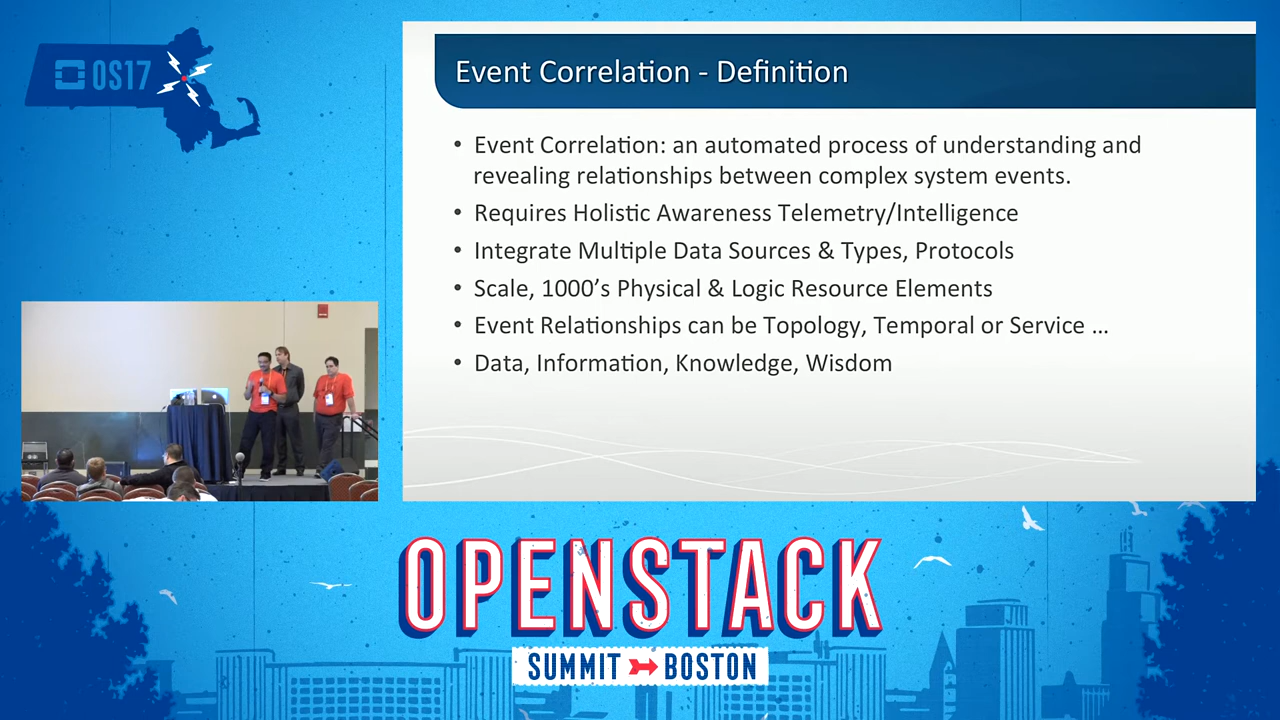 OS17
Event Correlation - Definition
• Event Correlation: an automated process of understanding and
revealing relationships between complex system events.
• Requires Holistic Awareness Telemetry/Intelligence
• Integrate Multiple Data Sources & Types, Protocols
• Scale, 1000’s Physical & Logic Resource Elements
• Event Relationships can be Topology, Temporal or Service ...
• Data, Information, Knowledge, Wisdom
OPENSTACK
SUMMIT BOSTON